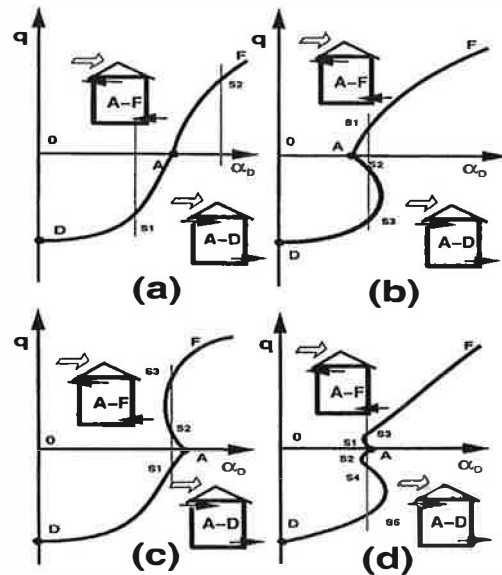 q
F
A–F
S2
0
A
α_D
S1
D
A–D
(a)
q
F
A–F
S1
0
A
S2
α_D
S3
D
A–D
(b)
q
F
S3
A–F
S2
0
A
α_D
S1
D
A–D
(c)
q
F
A–F
0
S1
S3
S2
A
α_D
S4
D
S5
A–D
(d)